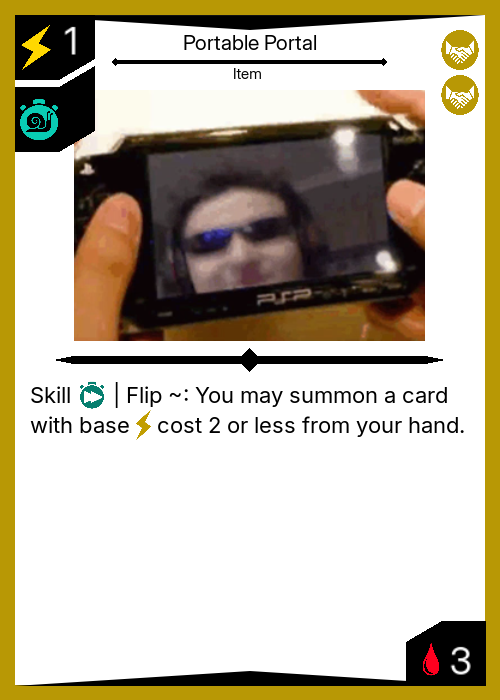 1
Portable Portal
Item
PSP
Skill | Flip ~: You may summon a card
with base cost 2 or less from your hand.
3